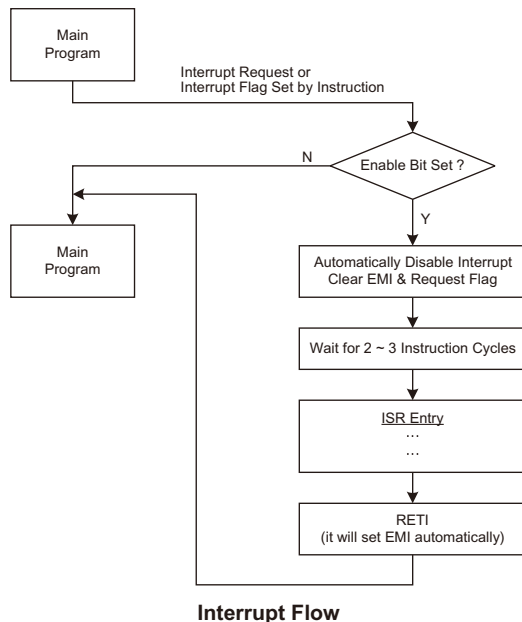 Main
Program
Interrupt Request or
Interrupt Flag Set by Instruction
Enable Bit Set ?
N
Y
Main
Program
Automatically Disable Interrupt
Clear EMI & Request Flag
Wait for 2 ~ 3 Instruction Cycles
ISR Entry
...
...
RETI
(it will set EMI automatically)
Interrupt Flow